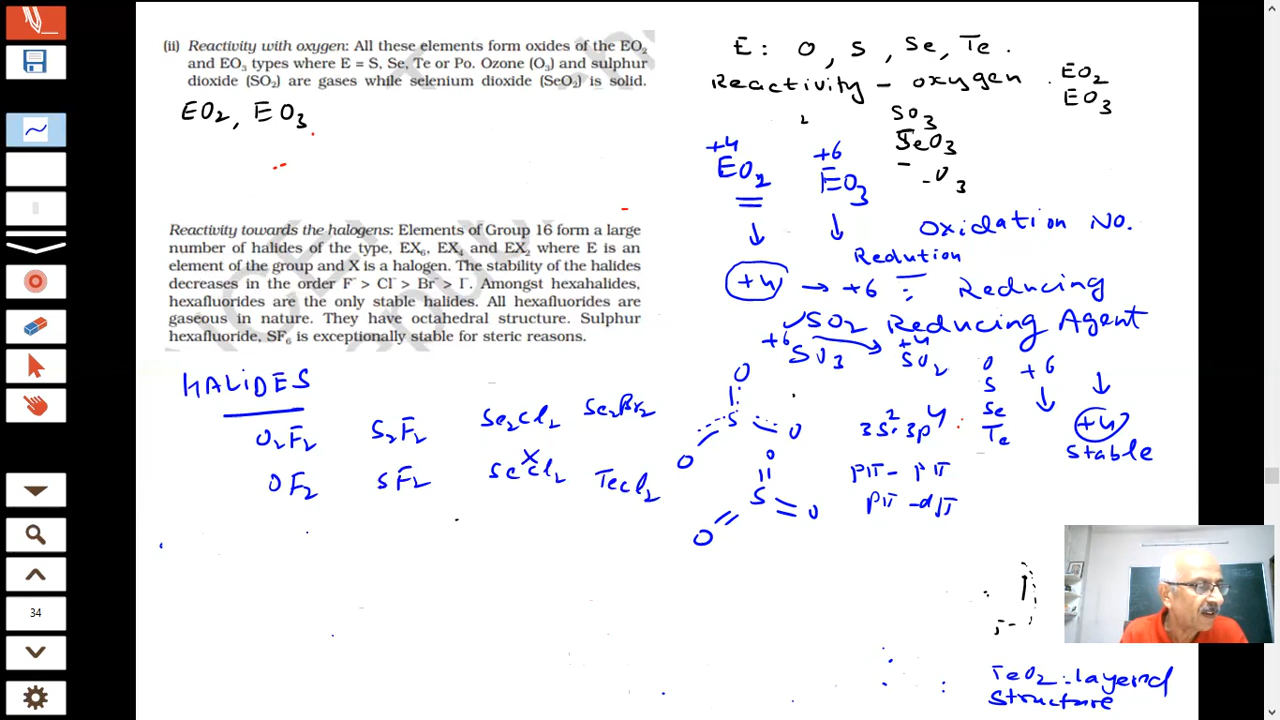 (ii) Reactivity with oxygen: All these elements form oxides of the EO₂
and EO₃ types where E = S, Se, Te or Po. Ozone (O₃) and sulphur
dioxide (SO₂) are gases while selenium dioxide (SeO₂) is solid.
EO₂, EO₃
Reactivity towards the halogens: Elements of Group 16 form a large
number of halides of the type, EX₆, EX₄ and EX₂ where E is an
element of the group and X is a halogen. The stability of the halides
decreases in the order F⁻ > Cl⁻ > Br⁻ > I⁻. Amongst hexahalides,
hexafluorides are the only stable halides. All hexafluorides are
gaseous in nature. They have octahedral structure. Sulphur
hexafluoride, SF₆ is exceptionally stable for steric reasons.
HALIDES
O₂F₂ S₂F₂ Se₂Cl₂ Se₂Br₂
OF₂ SF₂ SeCl₂ TeCl₂
X
E: O, S, Se, Te.
Reactivity - oxygen
EO₂
EO₃
2
SO₃
SeO₃
- O₃
+4 +6
EO₂ EO₃
Oxidation No.
Redution
+4 → +6 Reducing
SO₂ Reducing Agent
+6 +4
SO₃ SO₂
O
S
Se
Te
+6
+4
Stable
3s² 3p⁴
O
S
O O
pπ - pπ
pπ - dπ
O
S
O O
TeO₂ : layered
structure
34